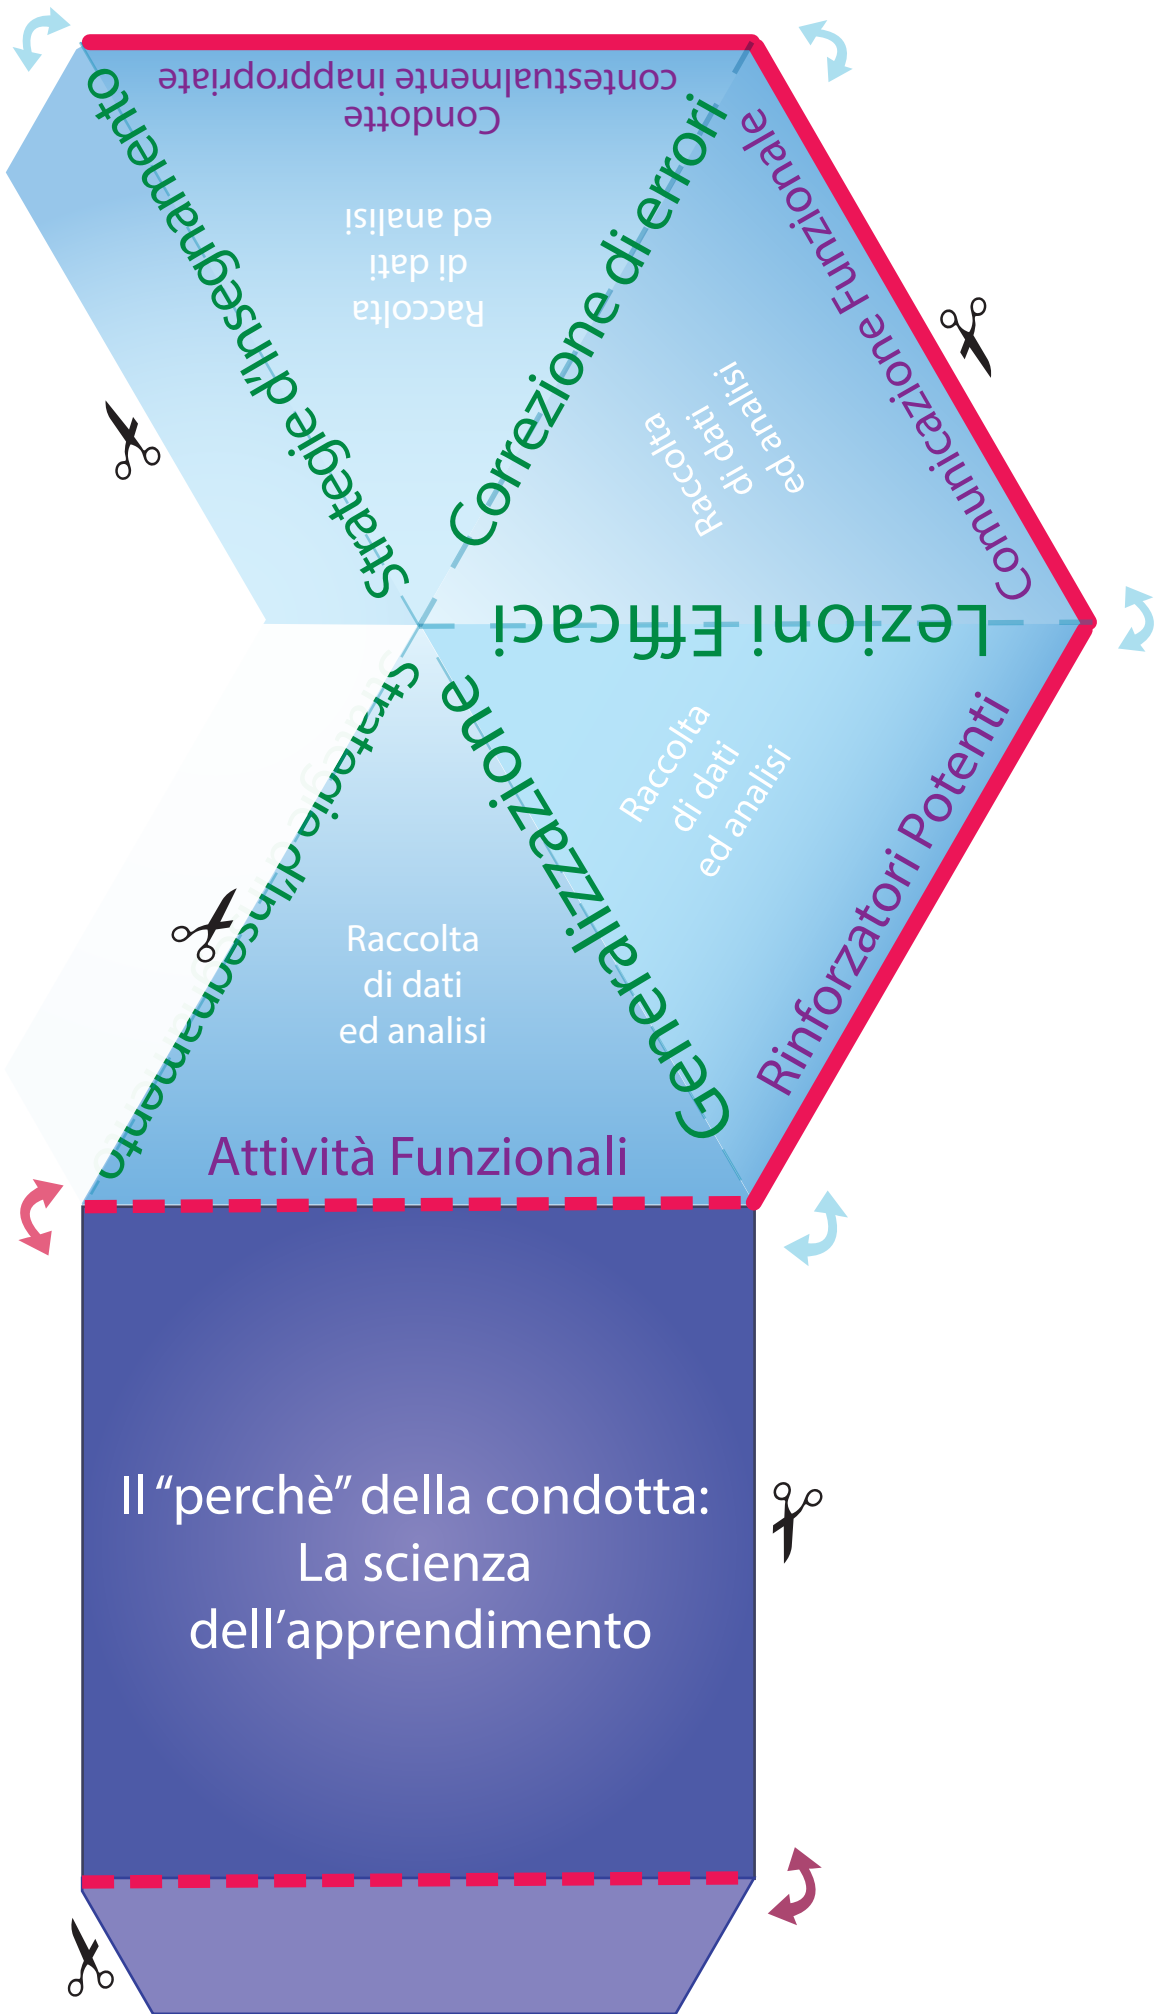 contestualmente inappropriate
Condotte
Strategie d'Insegnamento
ed analisi
di dati
Raccolta
Correzione di errori
Comunicazione Funzionale
Raccolta
di dati
ed analisi
Lezioni Efficaci
Strategie d'Insegnamento
Generalizzazione
Raccolta
di dati
ed analisi
Rinforzatori Potenti
Raccolta
di dati
ed analisi
Attività Funzionali
Il “perchè” della condotta:
La scienza
dell’apprendimento